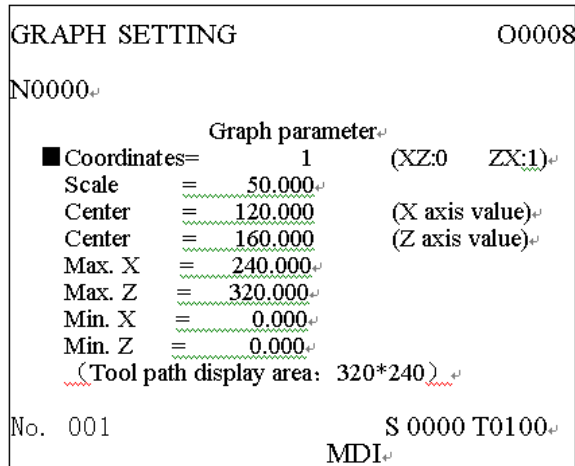 GRAPH SETTING O0008
N0000
Graph parameter
Coordinates= 1 (XZ:0 ZX:1)
Scale = 50.000
Center = 120.000 (X axis value)
Center = 160.000 (Z axis value)
Max. X = 240.000
Max. Z = 320.000
Min. X = 0.000
Min. Z = 0.000
（Tool path display area：320*240）
No. 001 S 0000 T0100
MDI